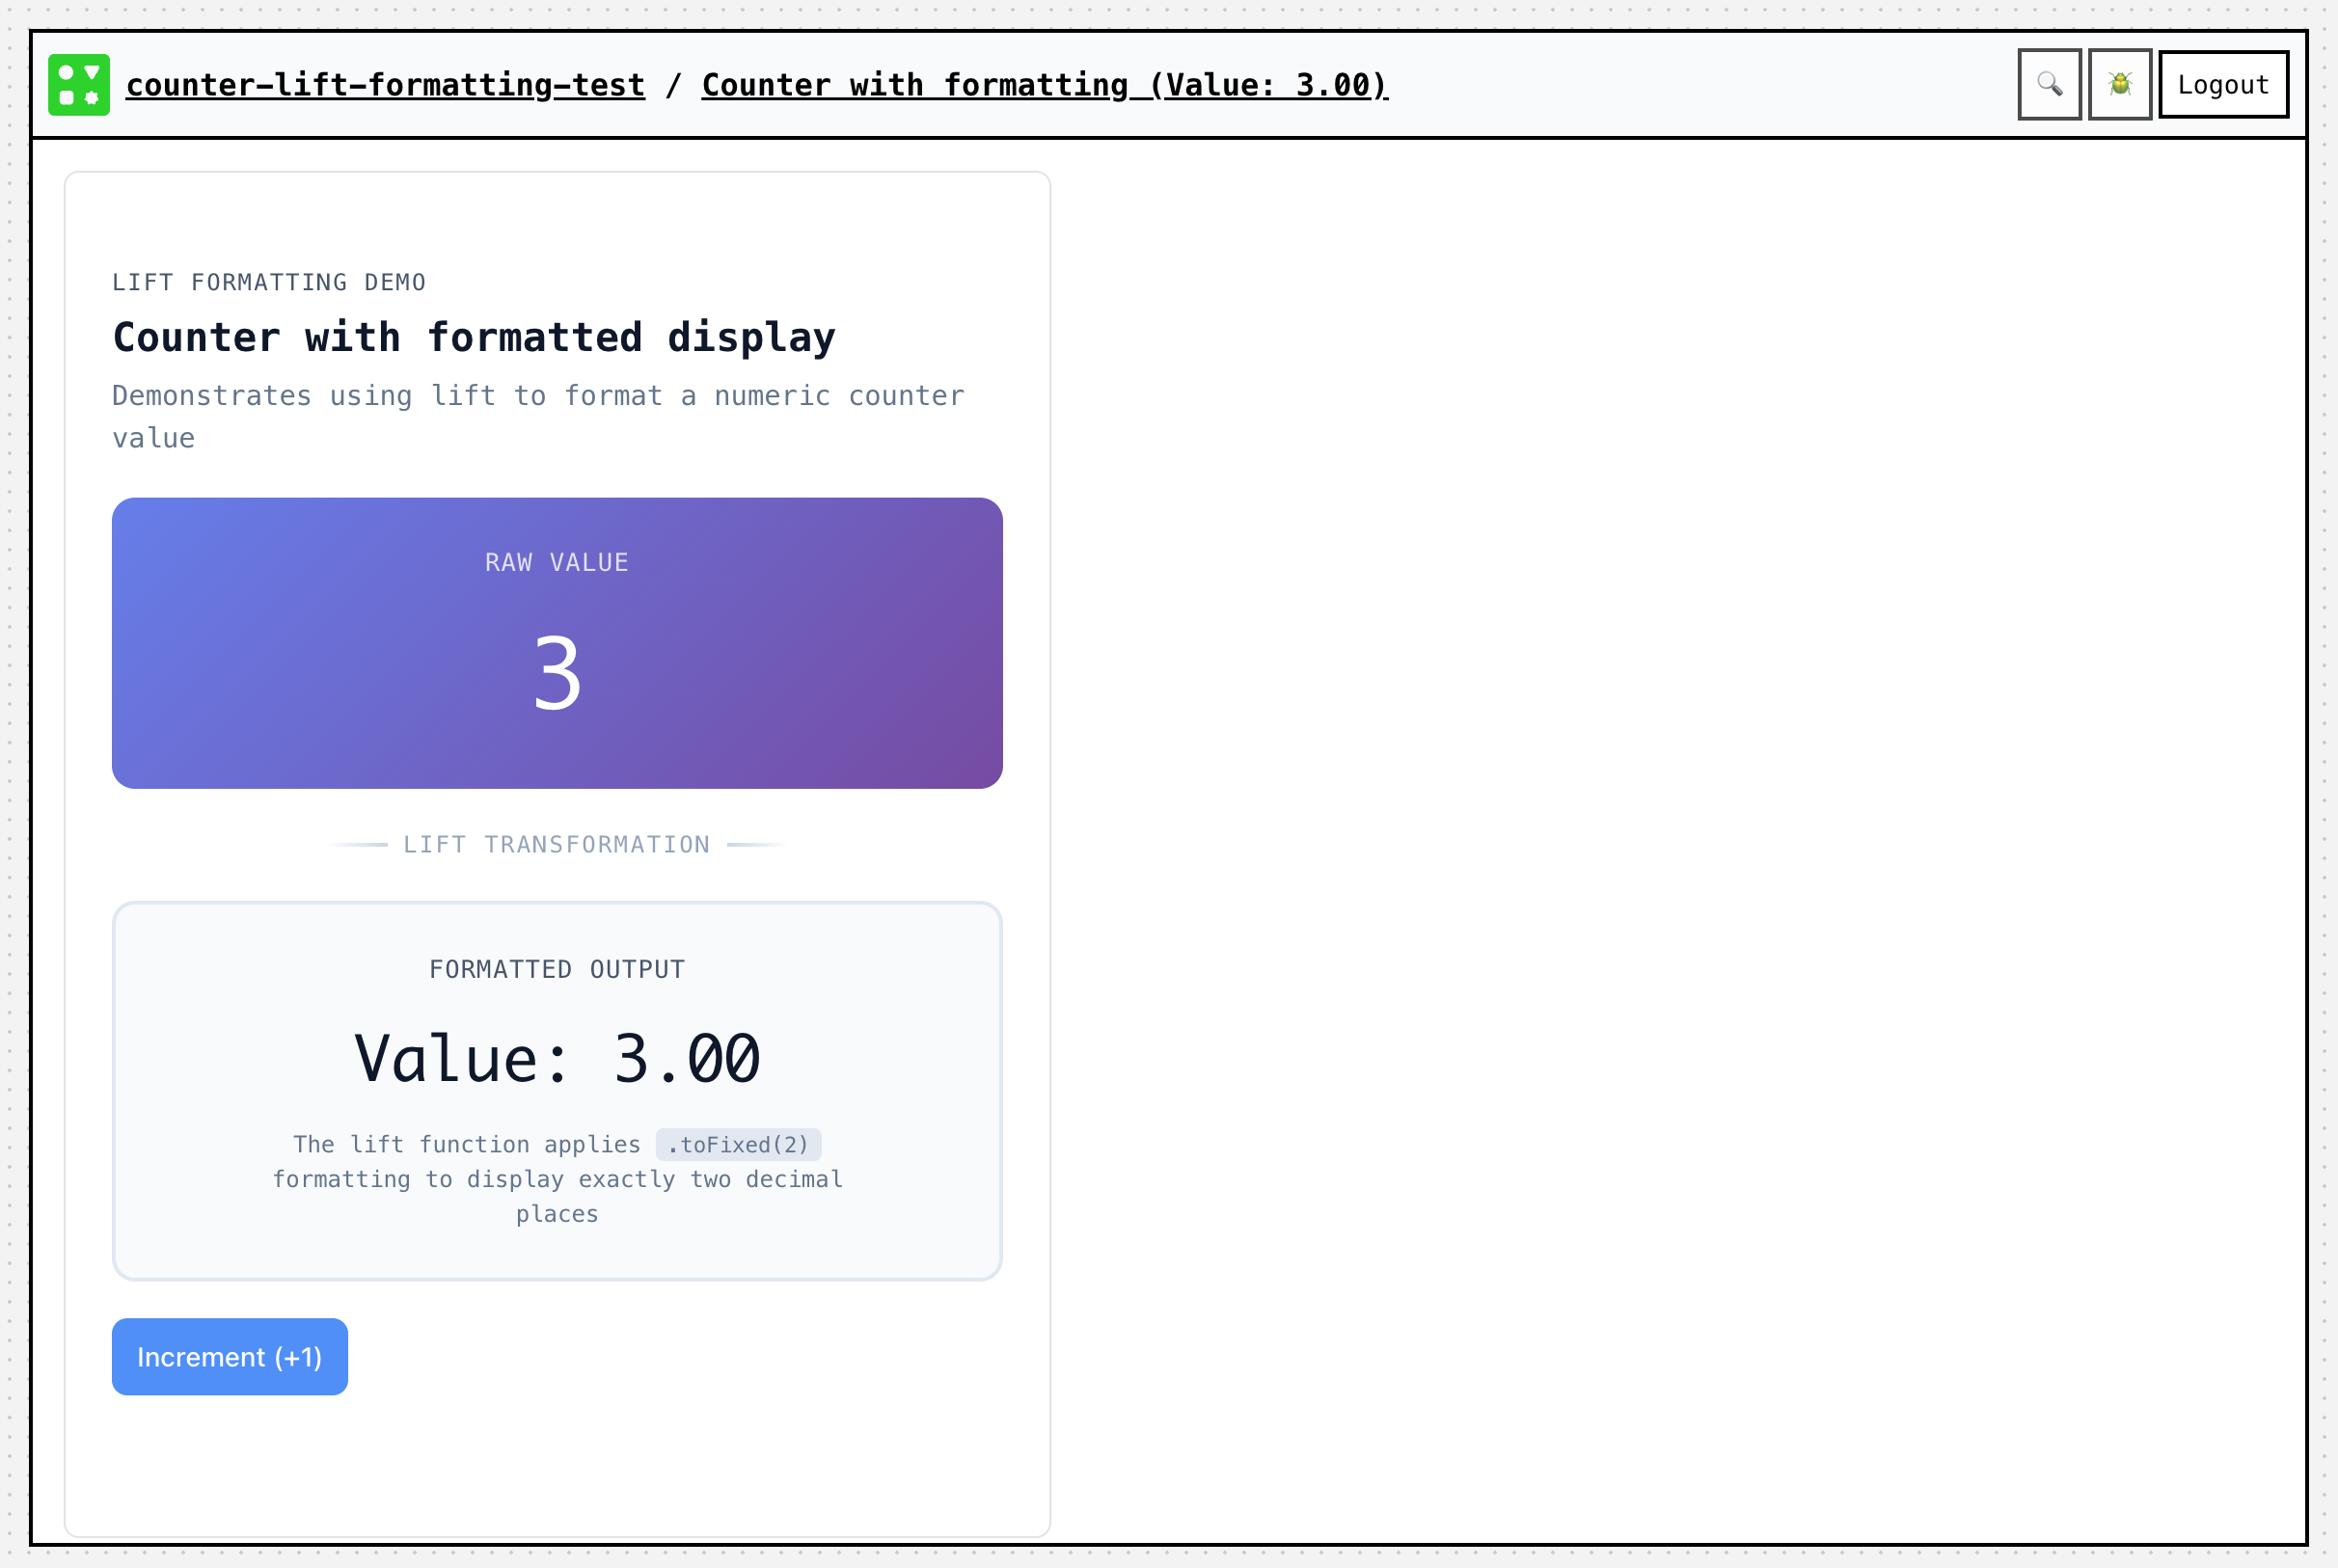 counter-lift-formatting-test / Counter with formatting (Value: 3.00)
Logout
LIFT FORMATTING DEMO
Counter with formatted display
Demonstrates using lift to format a numeric counter
value
RAW VALUE
3
LIFT TRANSFORMATION
FORMATTED OUTPUT
Value: 3.00
The lift function applies .toFixed(2)
formatting to display exactly two decimal
places
Increment (+1)